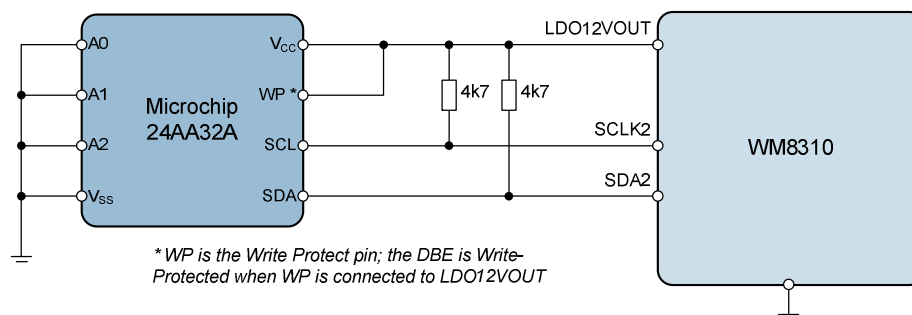 LDO12VOUT
A0
VCC
A1
Microchip
24AA32A
WP *
4k7
4k7
A2
SCL
SCLK2
WM8310
VSS
SDA
SDA2
* WP is the Write Protect pin; the DBE is Write-
Protected when WP is connected to LDO12VOUT